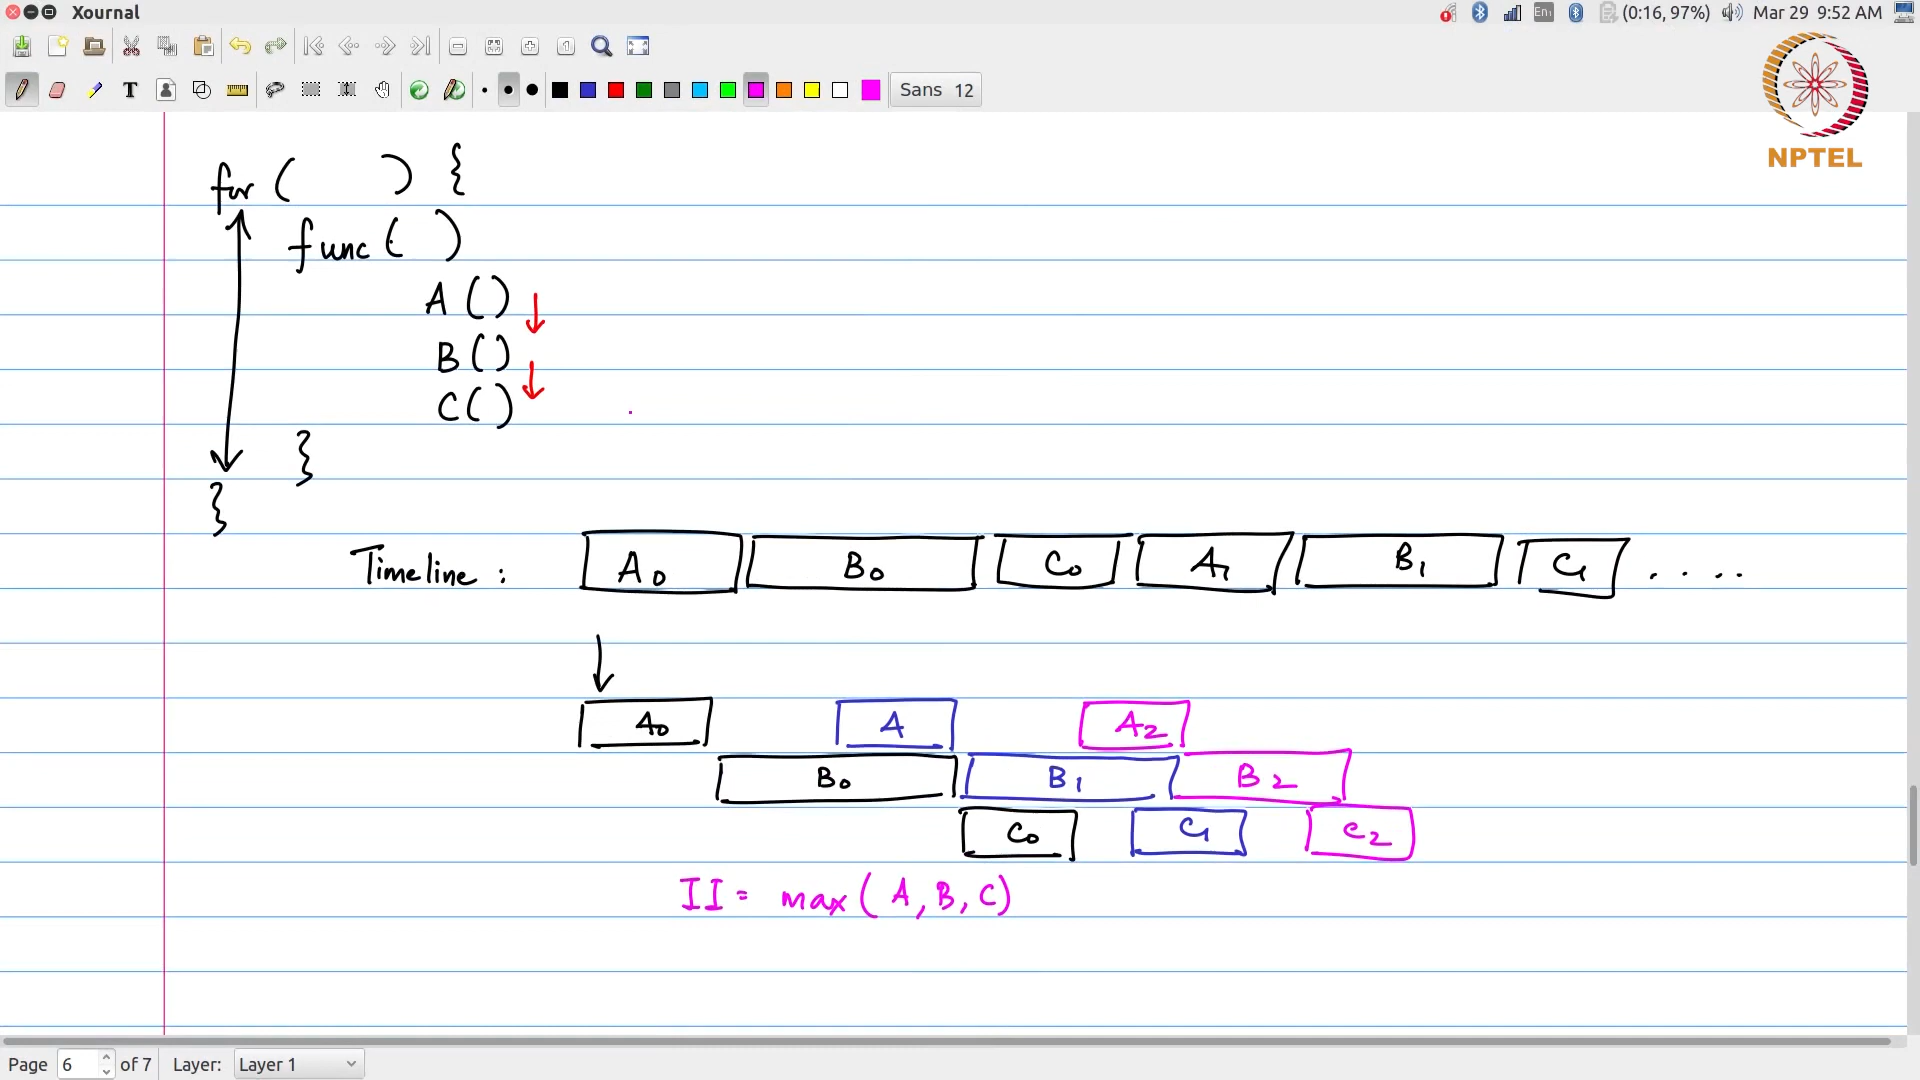 Xournal
En1
(0:16, 97%)
Mar 29 9:52 AM
T
Sans 12
NPTEL
for ( ) {
func ( )
A ( )
B ( )
C ( )
}
}
Timeline : A0 B0 C0 A1 B1 C1 . . . .
A0 A A2
B0 B1 B2
C0 C1 C2
II = max ( A, B, C )
Page 6 of 7 Layer: Layer 1